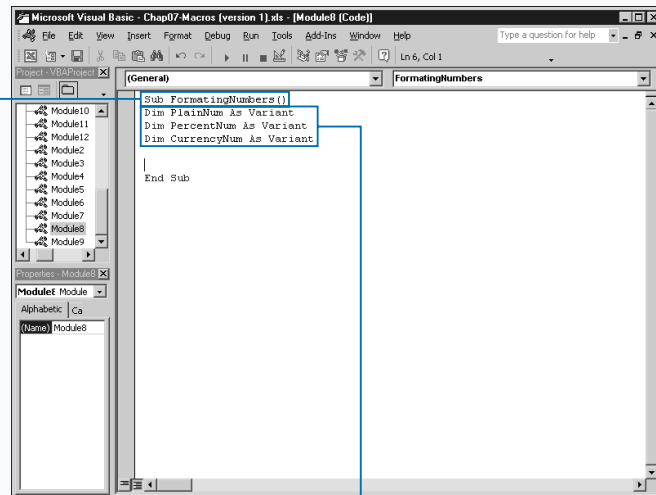 Microsoft Visual Basic - Chap07-Macros (version 1).xls - [Module8 (Code)]
File Edit View Insert Format Debug Run Tools Add-Ins Window Help Type a question for help
Ln 6, Col 1
Project - VBAProject
(General) FormatingNumbers
Module10
Module11
Module12
Module2
Module3
Module4
Module5
Module6
Module7
Module8
Module9
Sub FormatingNumbers()
Dim PlainNum As Variant
Dim PercentNum As Variant
Dim CurrencyNum As Variant
End Sub
Properties - Module8
Module8 Module
Alphabetic Ca
(Name) Module8